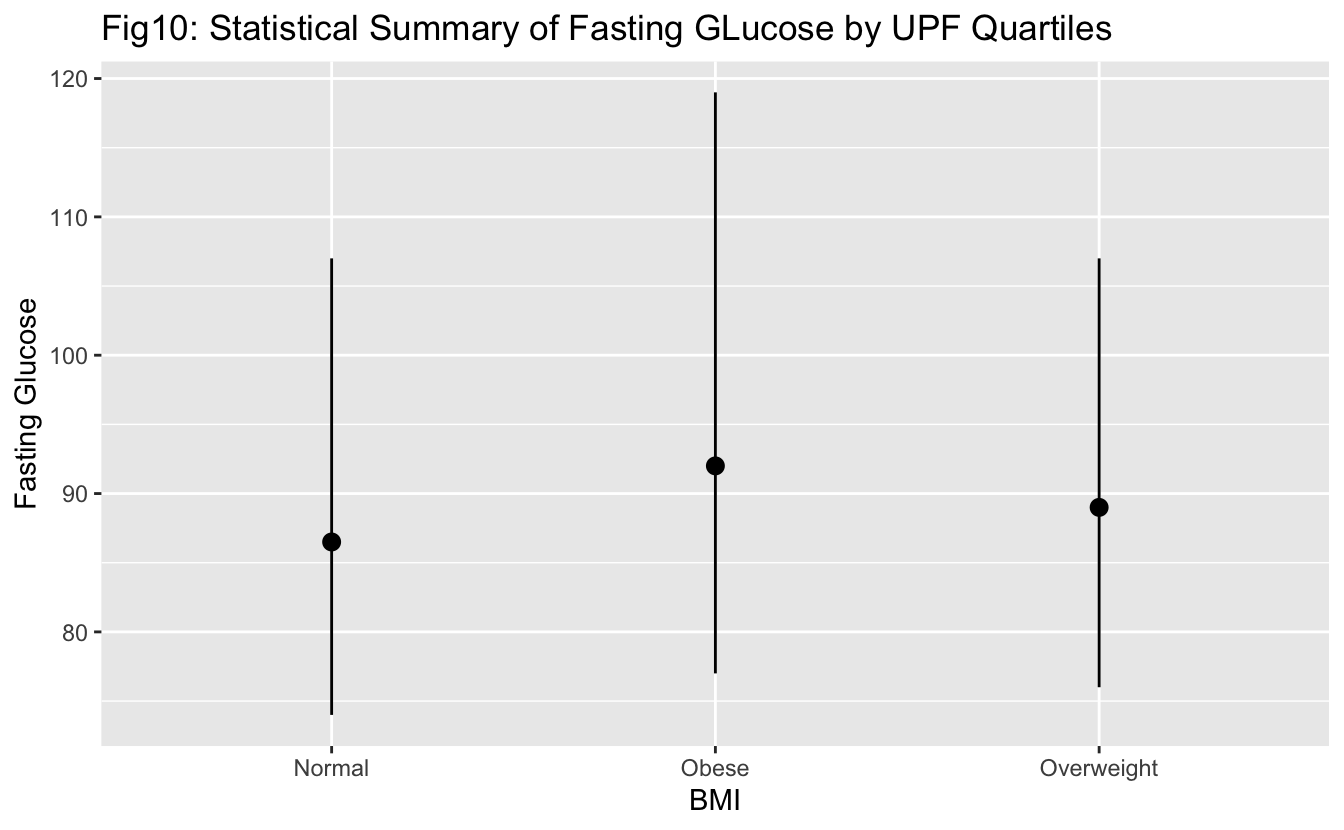 Fig10: Statistical Summary of Fasting GLucose by UPF Quartiles
120
110
100
90
80
Fasting Glucose
Normal Obese Overweight
BMI